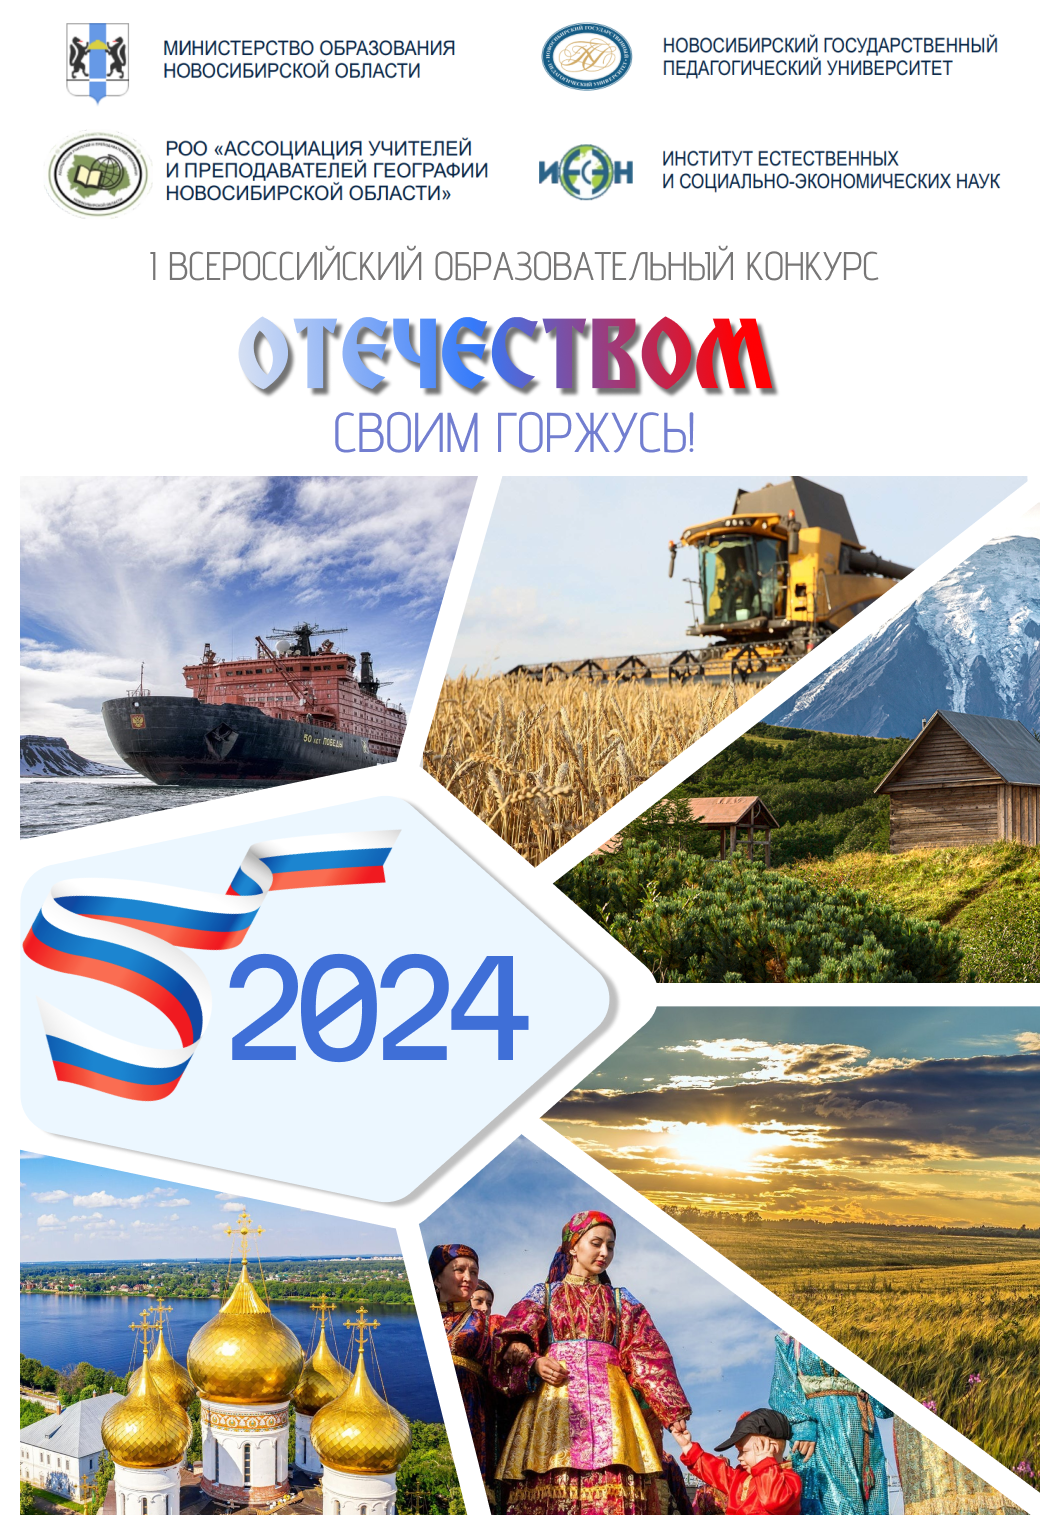 МИНИСТЕРСТВО ОБРАЗОВАНИЯ
НОВОСИБИРСКОЙ ОБЛАСТИ
НОВОСИБИРСКИЙ ГОСУДАРСТВЕННЫЙ
ПЕДАГОГИЧЕСКИЙ УНИВЕРСИТЕТ
РОО «АССОЦИАЦИЯ УЧИТЕЛЕЙ
И ПРЕПОДАВАТЕЛЕЙ ГЕОГРАФИИ
НОВОСИБИРСКОЙ ОБЛАСТИ»
ИЕСЭН
ИНСТИТУТ ЕСТЕСТВЕННЫХ
И СОЦИАЛЬНО-ЭКОНОМИЧЕСКИХ НАУК
I ВСЕРОССИЙСКИЙ ОБРАЗОВАТЕЛЬНЫЙ КОНКУРС
ОТЕЧЕСТВОМ
СВОИМ ГОРЖУСЬ!
50 ЛЕТ ПОБЕДЫ
2024